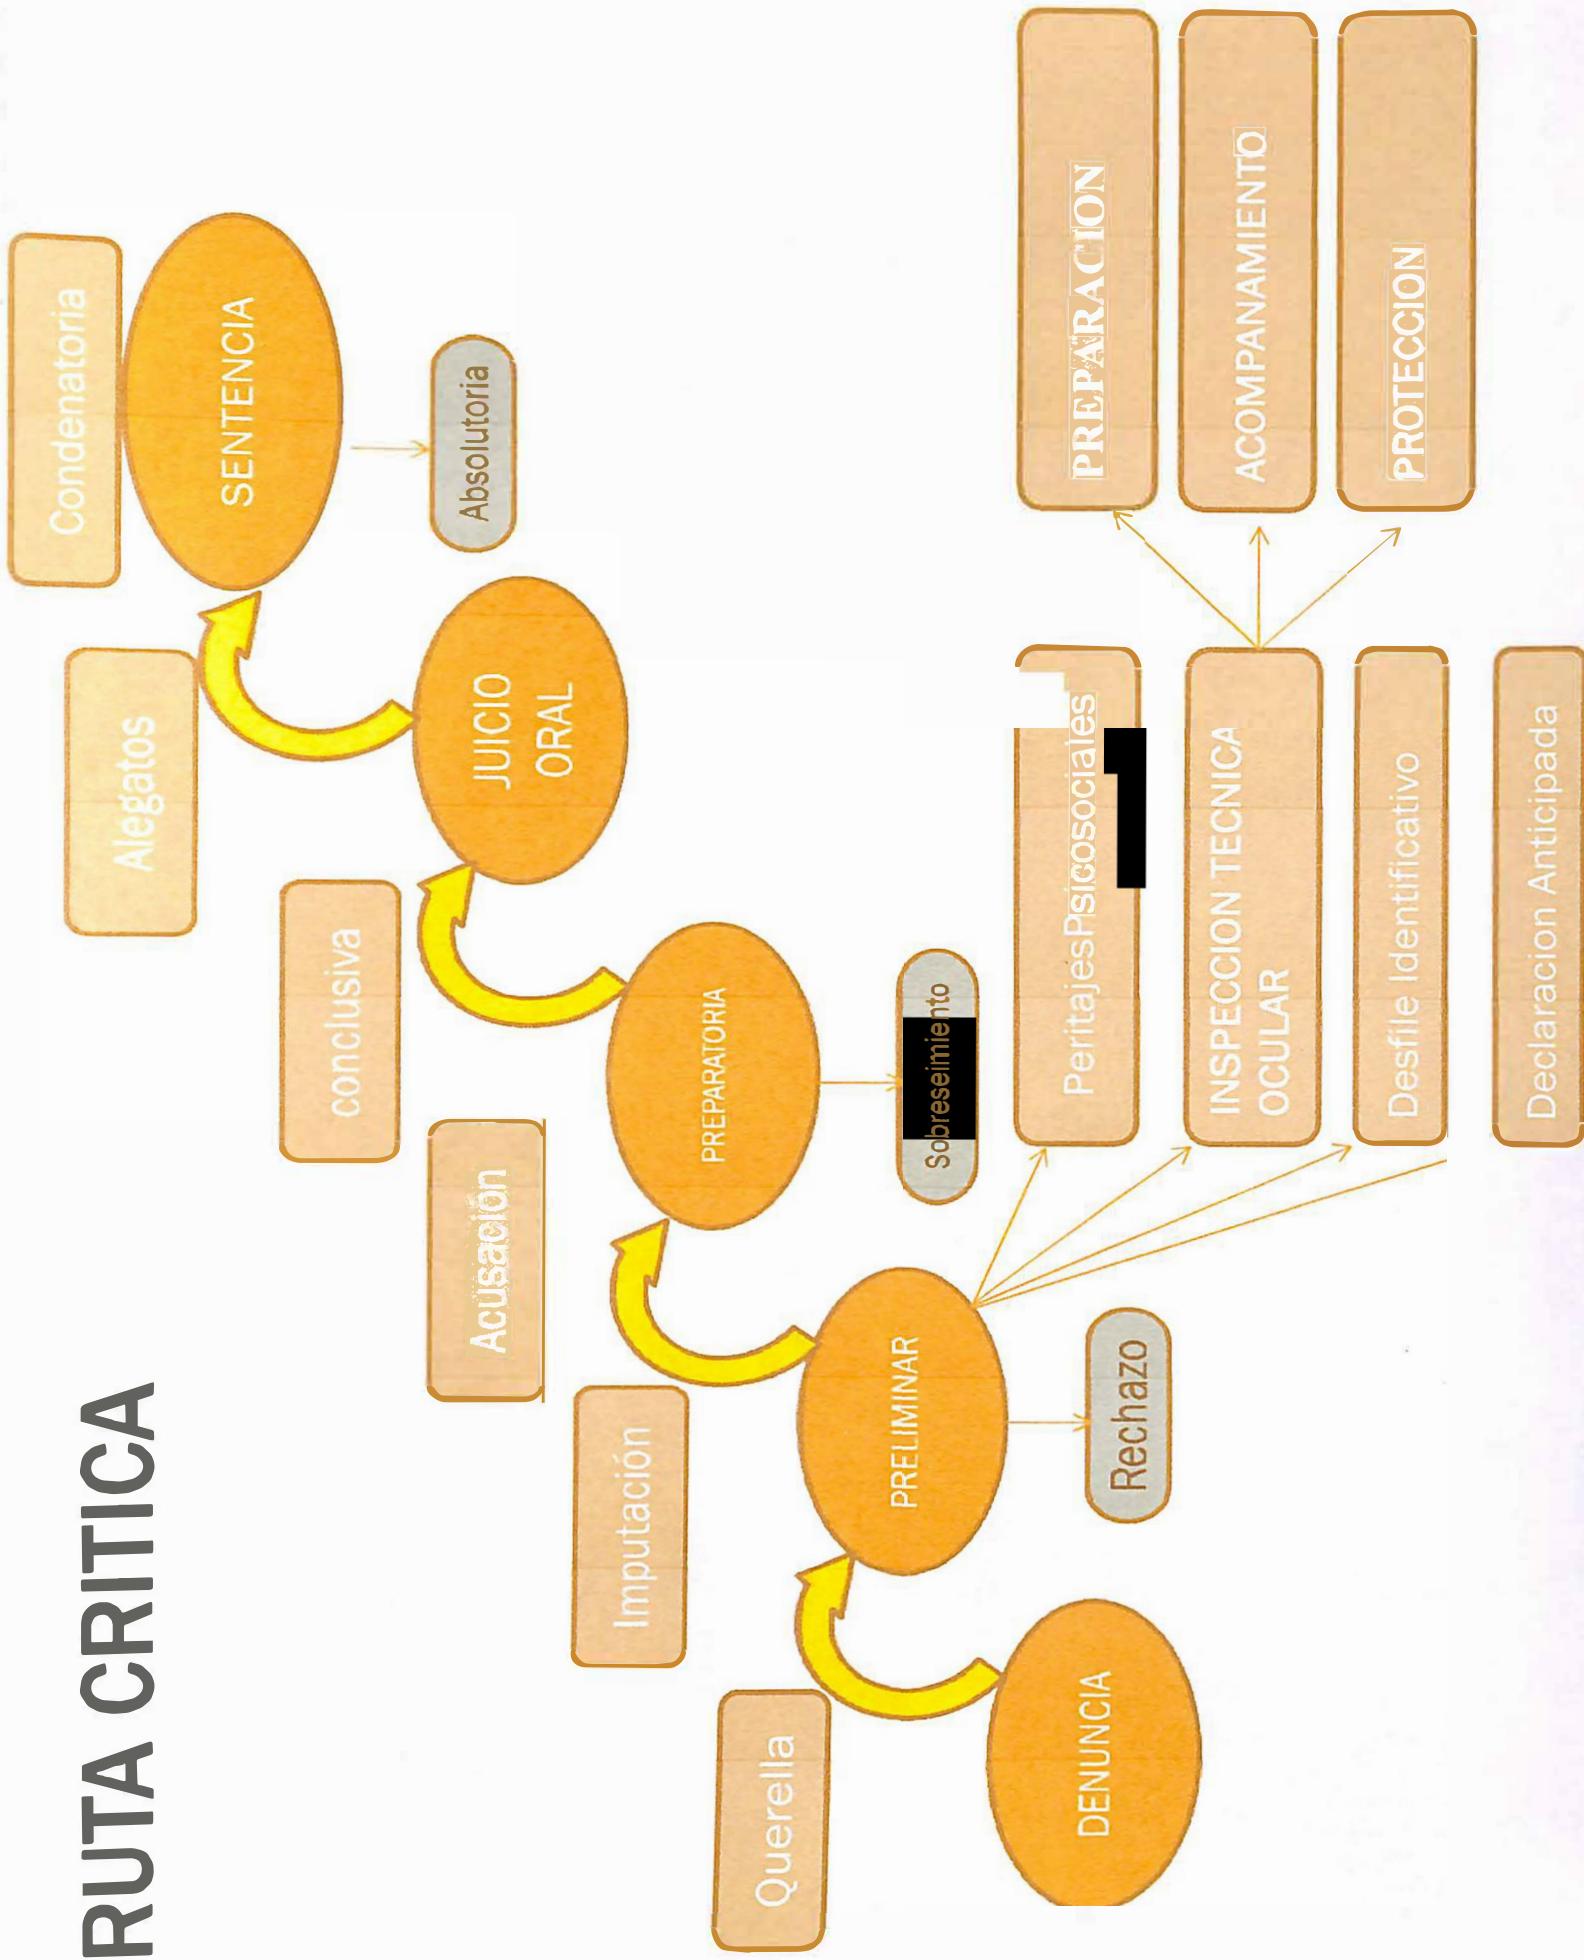 RUTA CRITICA
Condenatoria
SENTENCIA
Alegatos
Absolutoria
JUICIO
ORAL
conclusiva
Acusación
PREPARATORIA
Imputación
Sobreseimiento
PRELIMINAR
Querella
Rechazo
DENUNCIA
PeritajesPsicosociales
INSPECCION TECNICA
OCULAR
Desfile Identificativo
Declaracion Anticipada
PREPARACION
ACOMPANAMIENTO
PROTECCION